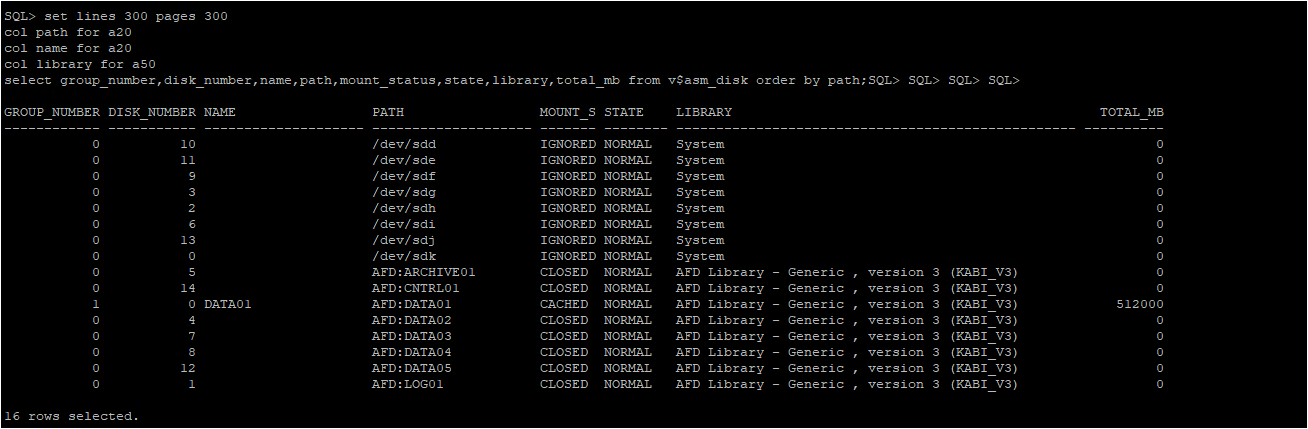 SQL> set lines 300 pages 300
col path for a20
col name for a20
col library for a50
select group_number,disk_number,name,path,mount_status,state,library,total_mb from v$asm_disk order by path;SQL> SQL> SQL> SQL>
GROUP_NUMBER DISK_NUMBER NAME                 PATH                 MOUNT_S STATE    LIBRARY                                              TOTAL_MB
------------ ----------- -------------------- -------------------- ------- -------- -------------------------------------------------- ----------
           0          10                      /dev/sdd             IGNORED NORMAL   System                                                      0
           0          11                      /dev/sde             IGNORED NORMAL   System                                                      0
           0           9                      /dev/sdf             IGNORED NORMAL   System                                                      0
           0           3                      /dev/sdg             IGNORED NORMAL   System                                                      0
           0           2                      /dev/sdh             IGNORED NORMAL   System                                                      0
           0           6                      /dev/sdi             IGNORED NORMAL   System                                                      0
           0          13                      /dev/sdj             IGNORED NORMAL   System                                                      0
           0           0                      /dev/sdk             IGNORED NORMAL   System                                                      0
           0           5                      AFD:ARCHIVE01        CLOSED  NORMAL   AFD Library - Generic , version 3 (KABI_V3)                 0
           0          14                      AFD:CNTRL01          CLOSED  NORMAL   AFD Library - Generic , version 3 (KABI_V3)                 0
           1           0 DATA01               AFD:DATA01           CACHED  NORMAL   AFD Library - Generic , version 3 (KABI_V3)            512000
           0           4                      AFD:DATA02           CLOSED  NORMAL   AFD Library - Generic , version 3 (KABI_V3)                 0
           0           7                      AFD:DATA03           CLOSED  NORMAL   AFD Library - Generic , version 3 (KABI_V3)                 0
           0           8                      AFD:DATA04           CLOSED  NORMAL   AFD Library - Generic , version 3 (KABI_V3)                 0
           0          12                      AFD:DATA05           CLOSED  NORMAL   AFD Library - Generic , version 3 (KABI_V3)                 0
           0           1                      AFD:LOG01            CLOSED  NORMAL   AFD Library - Generic , version 3 (KABI_V3)                 0
16 rows selected.